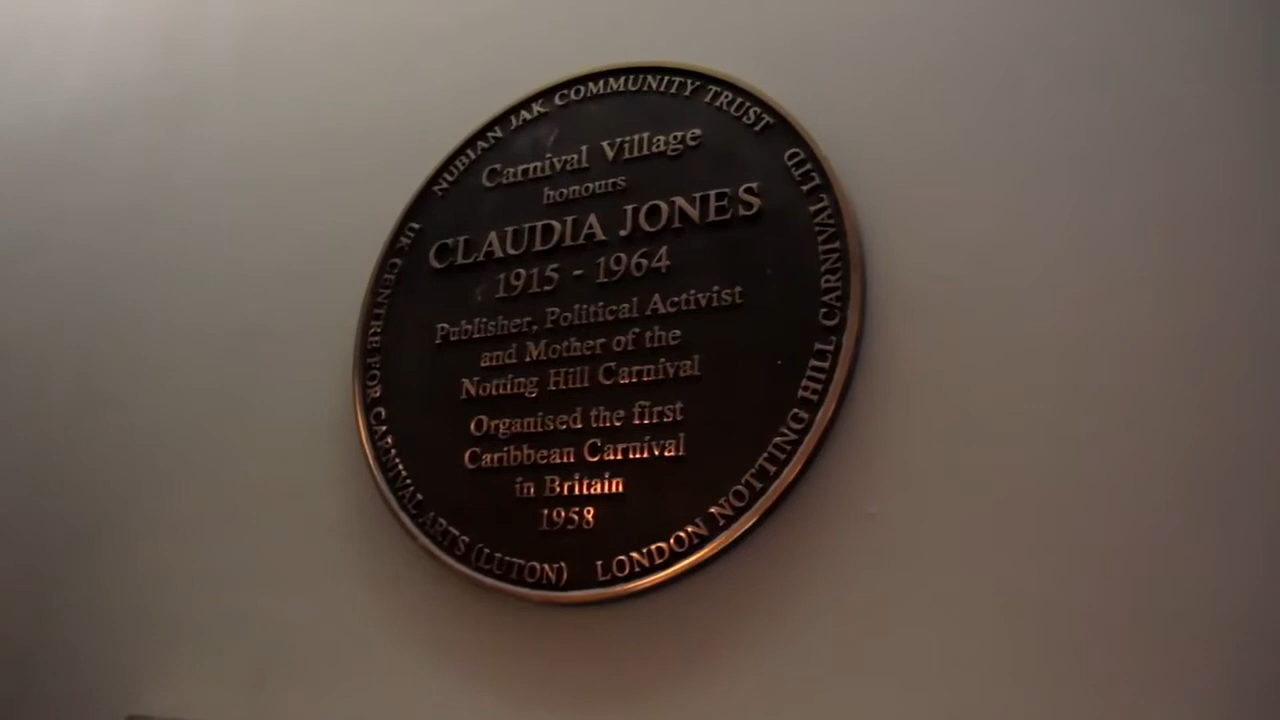 NUBIAN JAK COMMUNITY TRUST
Carnival Village
honours
CLAUDIA JONES
1915 - 1964
Publisher, Political Activist
and Mother of the
Notting Hill Carnival
Organised the first
Caribbean Carnival
in Britain
1958
UK CENTRE FOR CARNIVAL ARTS (LUTON)
LONDON NOTTING HILL CARNIVAL LTD